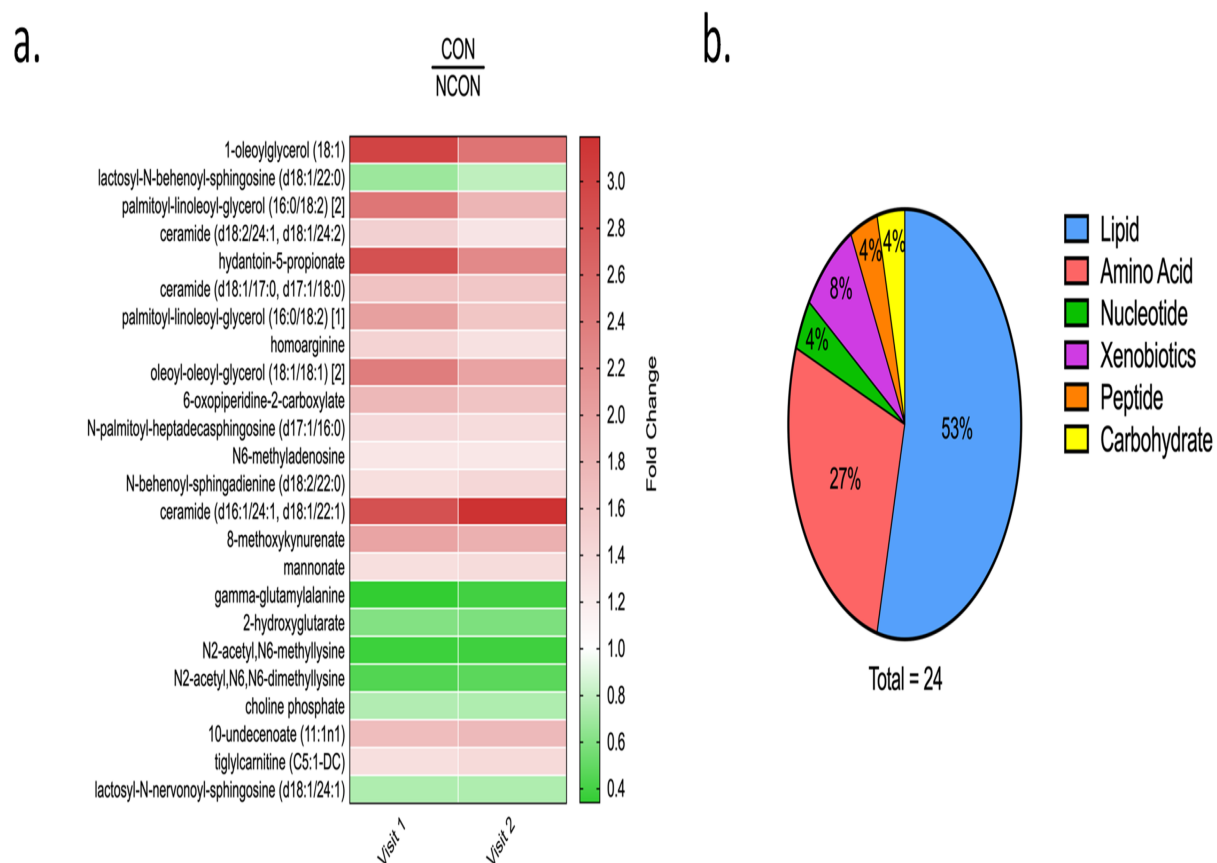 a.
CON
NCON
1-oleoylglycerol (18:1)
lactosyl-N-behenoyl-sphingosine (d18:1/22:0)
palmitoyl-linoleoyl-glycerol (16:0/18:2) [2]
ceramide (d18:2/24:1, d18:1/24:2)
hydantoin-5-propionate
ceramide (d18:1/17:0, d17:1/18:0)
palmitoyl-linoleoyl-glycerol (16:0/18:2) [1]
homoarginine
oleoyl-oleoyl-glycerol (18:1/18:1) [2]
6-oxopiperidine-2-carboxylate
N-palmitoyl-heptadecasphingosine (d17:1/16:0)
N6-methyladenosine
N-behenoyl-sphingadienine (d18:2/22:0)
ceramide (d16:1/24:1, d18:1/22:1)
8-methoxykynurenate
mannonate
gamma-glutamylalanine
2-hydroxyglutarate
N2-acetyl,N6-methyllysine
N2-acetyl,N6,N6-dimethyllysine
choline phosphate
10-undecenoate (11:1n1)
tiglylcarnitine (C5:1-DC)
lactosyl-N-nervonoyl-sphingosine (d18:1/24:1)
Visit 1
Visit 2
3.0
2.8
2.6
2.4
2.2
2.0
1.8
1.6
1.4
1.2
1.0
0.8
0.6
0.4
Fold Change
b.
4%
4%
8%
4%
27%
53%
Total = 24
Lipid
Amino Acid
Nucleotide
Xenobiotics
Peptide
Carbohydrate